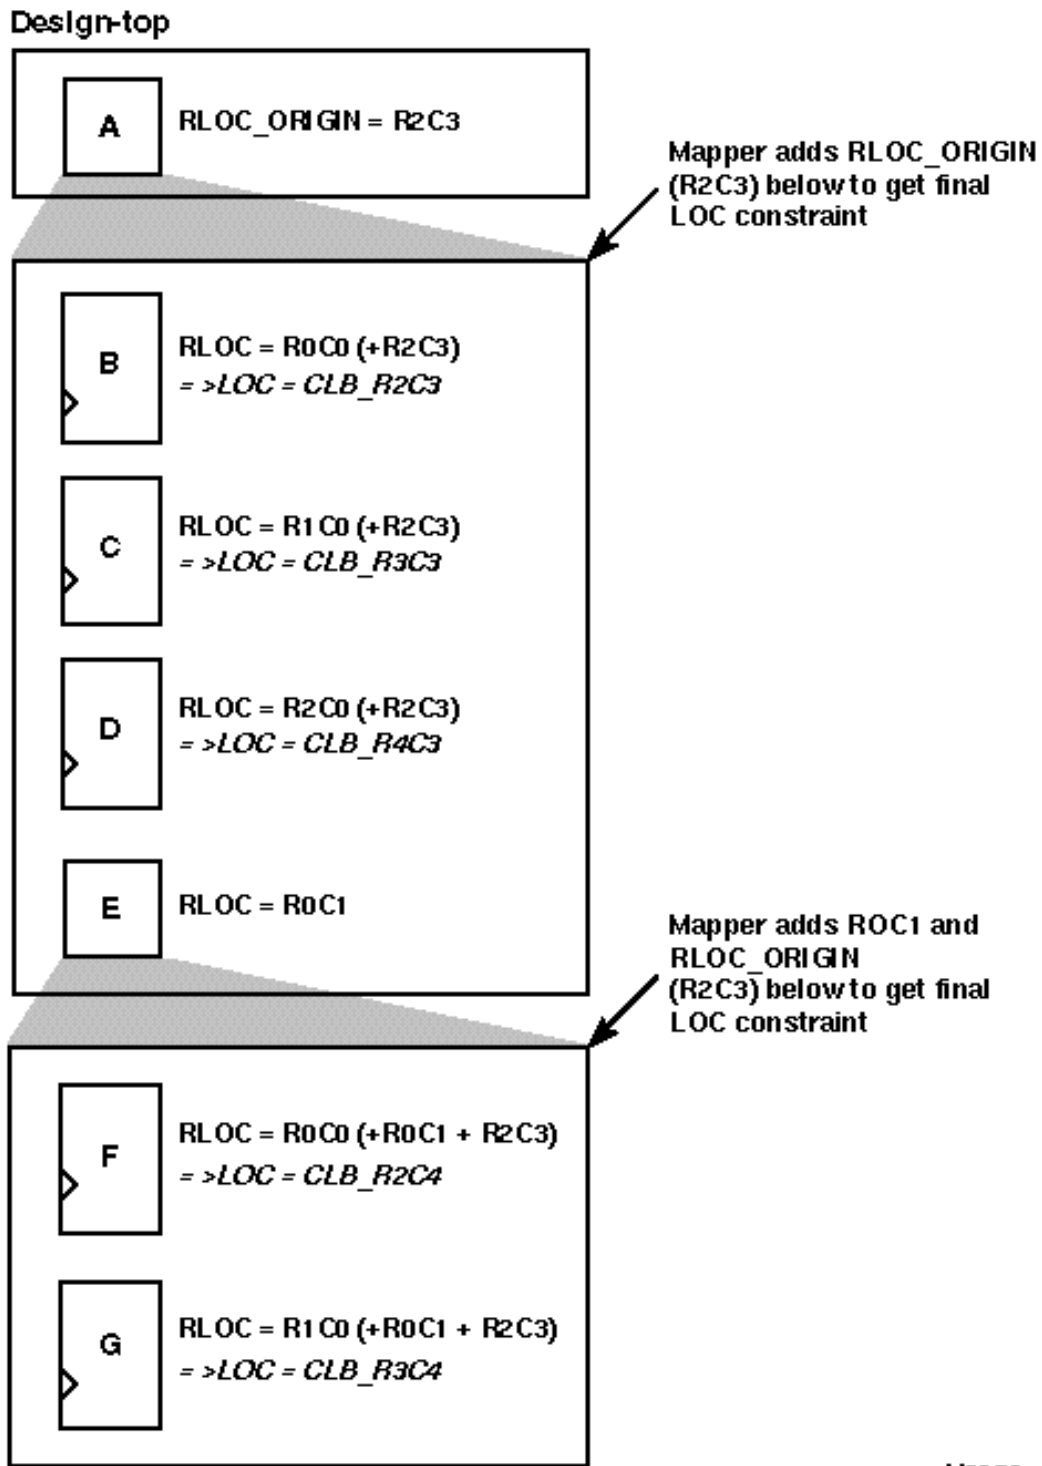 Design-top
A
RLOC_ORIGIN = R2C3
Mapper adds RLOC_ORIGIN
(R2C3) below to get final
LOC constraint
B
RLOC = R0C0 (+R2C3)
= >LOC = CLB_R2C3
C
RLOC = R1C0 (+R2C3)
= >LOC = CLB_R3C3
D
RLOC = R2C0 (+R2C3)
= >LOC = CLB_R4C3
E
RLOC = R0C1
Mapper adds ROC1 and
RLOC_ORIGIN
(R2C3) below to get final
LOC constraint
F
RLOC = R0C0 (+R0C1 + R2C3)
= >LOC = CLB_R2C4
G
RLOC = R1C0 (+R0C1 + R2C3)
= >LOC = CLB_R3C4